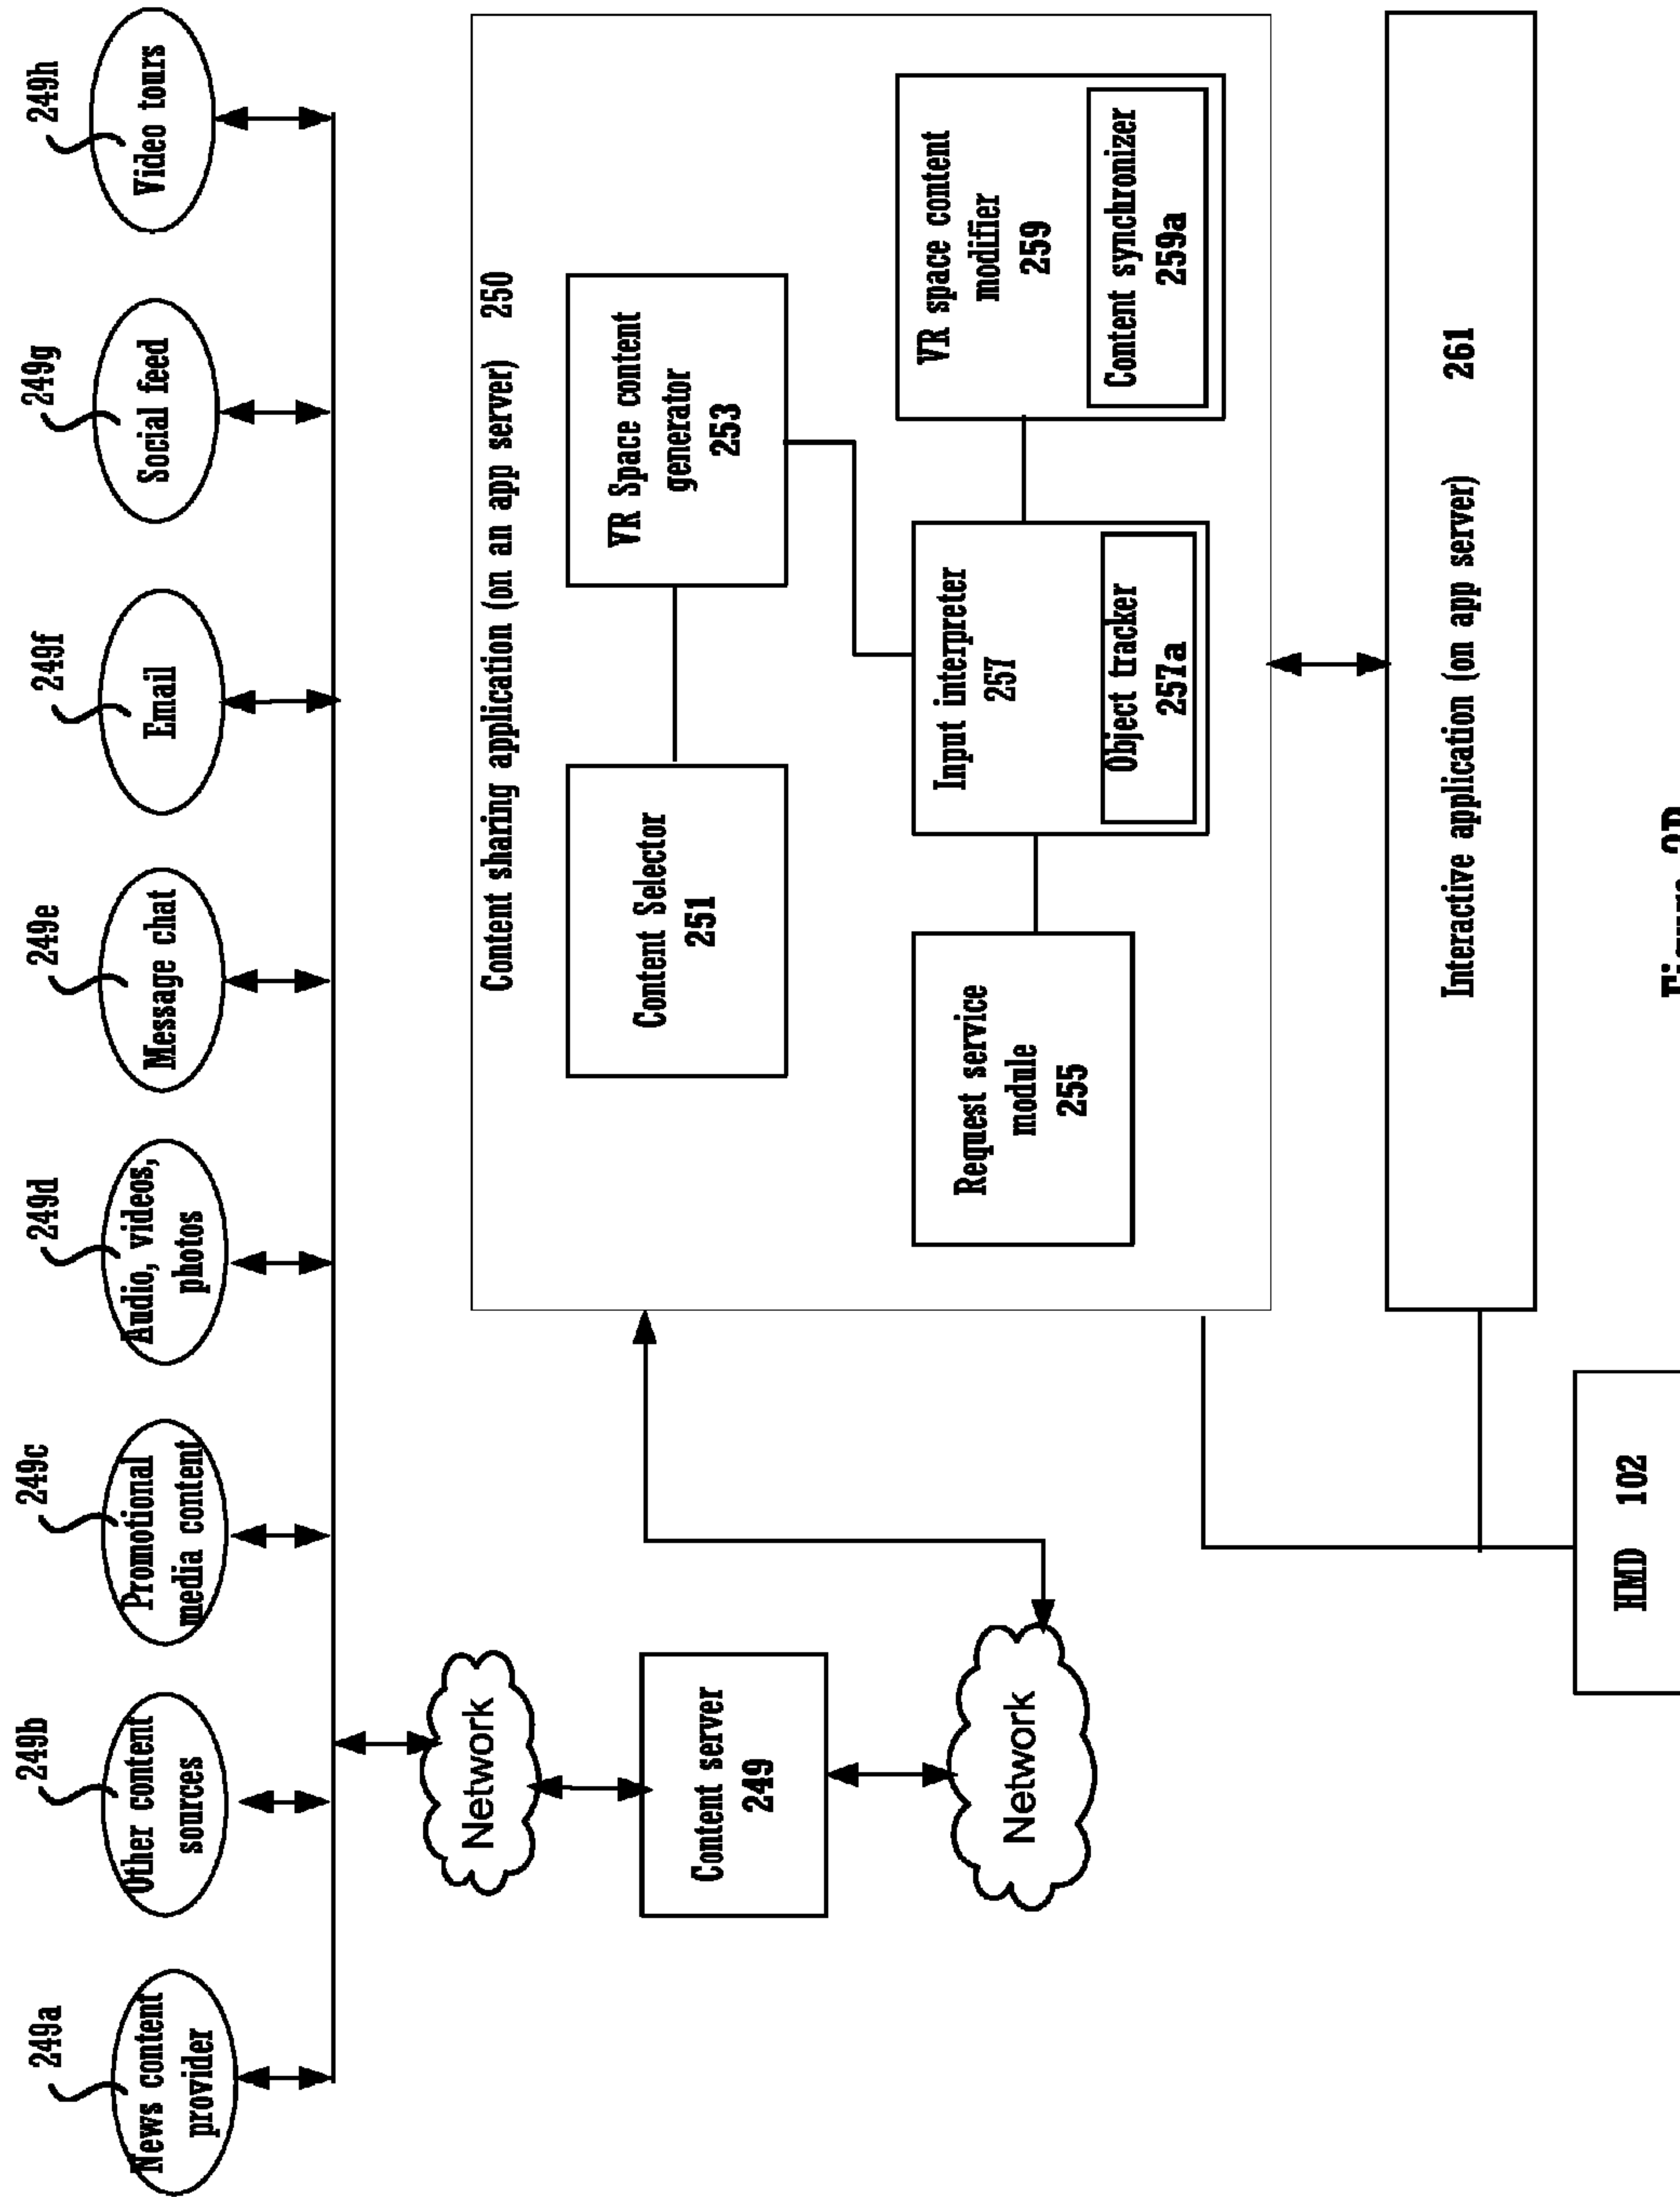 249a
249b
249c
249d
249e
249f
249g
249h
News content
provider
Other content
sources
Promotional
media content
Audio, videos,
photos
Message chat
Email
Social feed
Video tours
Network
Content server
249
Network
Content sharing application (on an app server) 250
Content Selector
251
VR Space content
generator
253
Request service
module
255
Input interpreter
257
Object tracker
257a
VR space content
modifier
259
Content synchronizer
259a
Interactive application (on app server) 261
HMD 102